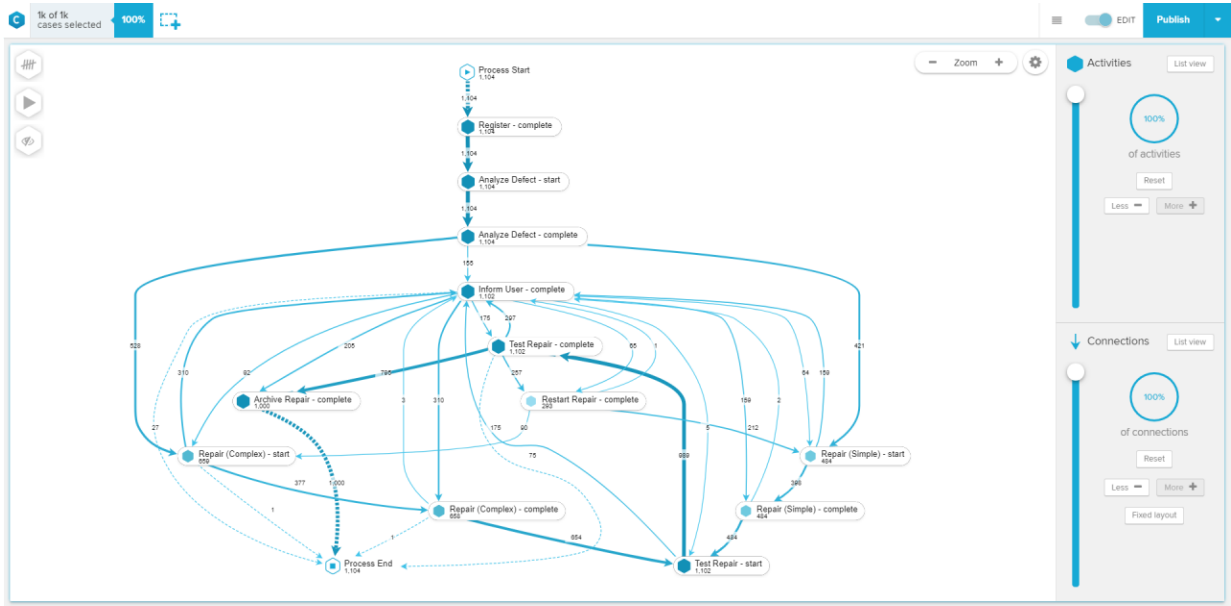 C
1k of 1k
cases selected
100%
EDIT
Publish
Zoom
Process Start
1,104
1,104
Register - complete
1,104
1,104
Analyze Defect - start
1,104
1,104
Analyze Defect - complete
1,104
Inform User - complete
1,102
175
297
Test Repair - complete
1,102
528
310
82
205
785
257
65
1
64
159
421
Archive Repair - complete
1,000
Restart Repair - complete
293
3
310
159
2
27
175
90
5
212
Repair (Complex) - start
659
75
989
Repair (Simple) - start
484
377
1,000
398
1
Repair (Complex) - complete
658
Repair (Simple) - complete
484
1
654
484
Process End
1,104
Test Repair - start
1,102
Activities
List view
100%
of activities
Reset
Less
More
Connections
List view
100%
of connections
Reset
Less
More
Fixed layout